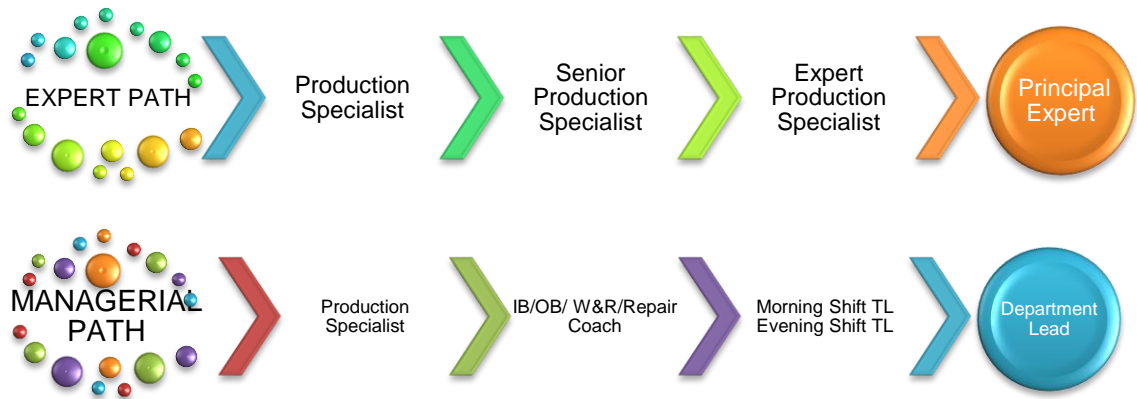 EXPERT PATH
Production
Specialist
Senior
Production
Specialist
Expert
Production
Specialist
Principal
Expert
MANAGERIAL
PATH
Production
Specialist
IB/OB/ W&R/Repair
Coach
Morning Shift TL
Evening Shift TL
Department
Lead